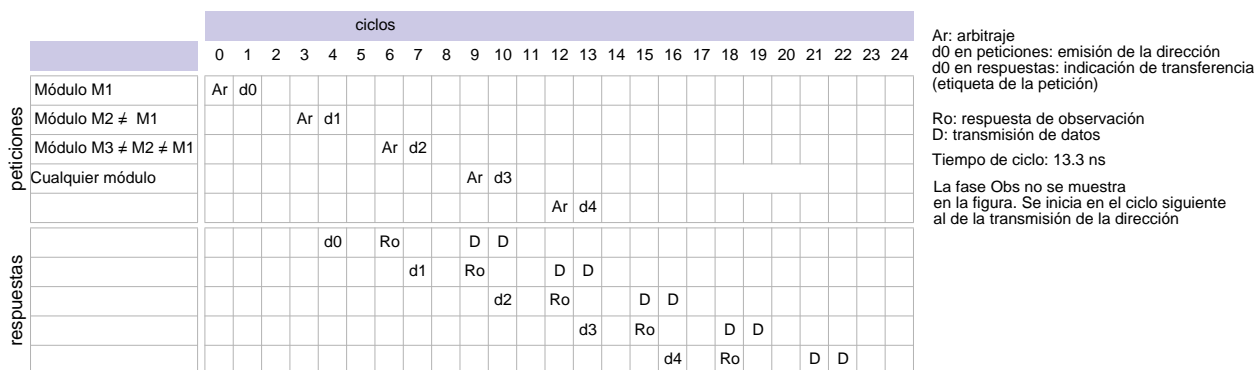 ciclos
0 1 2 3 4 5 6 7 8 9 10 11 12 13 14 15 16 17 18 19 20 21 22 23 24
peticiones
Módulo M1 Ar d0
Módulo M2 ≠ M1 Ar d1
Módulo M3 ≠ M2 ≠ M1 Ar d2
Cualquier módulo Ar d3
Ar d4
respuestas
d0 Ro D D
d1 Ro D D
d2 Ro D D
d3 Ro D D
d4 Ro D D
Ar: arbitraje
d0 en peticiones: emisión de la dirección
d0 en respuestas: indicación de transferencia
(etiqueta de la petición)
Ro: respuesta de observación
D: transmisión de datos
Tiempo de ciclo: 13.3 ns
La fase Obs no se muestra
en la figura. Se inicia en el ciclo siguiente
al de la transmisión de la dirección